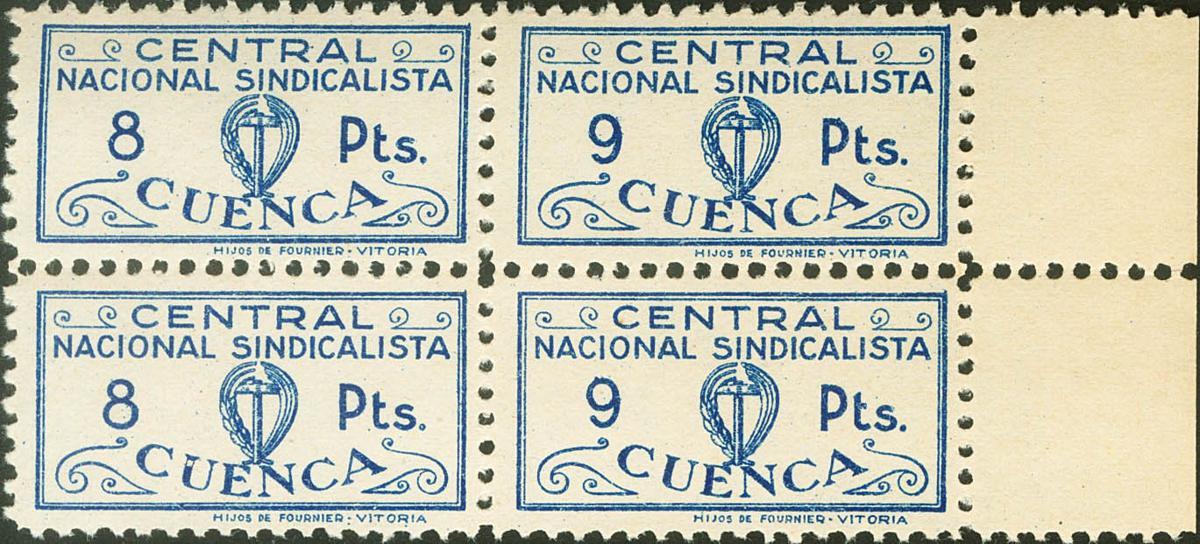 CENTRAL
NACIONAL SINDICALISTA
8 Pts.
CUENCA
HIJOS DE FOURNIER - VITORIA
CENTRAL
NACIONAL SINDICALISTA
9 Pts.
CUENCA
HIJOS DE FOURNIER - VITORIA
CENTRAL
NACIONAL SINDICALISTA
8 Pts.
CUENCA
HIJOS DE FOURNIER - VITORIA
CENTRAL
NACIONAL SINDICALISTA
9 Pts.
CUENCA
HIJOS DE FOURNIER - VITORIA